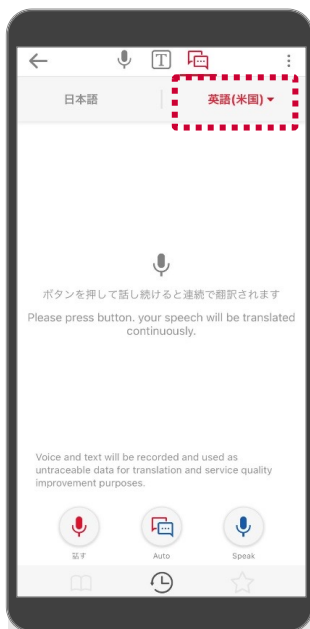 T
日本語
英語(米国)
ボタンを押して話し続けると連続で翻訳されます
Please press button. your speech will be translated
continuously.
Voice and text will be recorded and used as
untraceable data for translation and service quality
improvement purposes.
話す
Auto
Speak